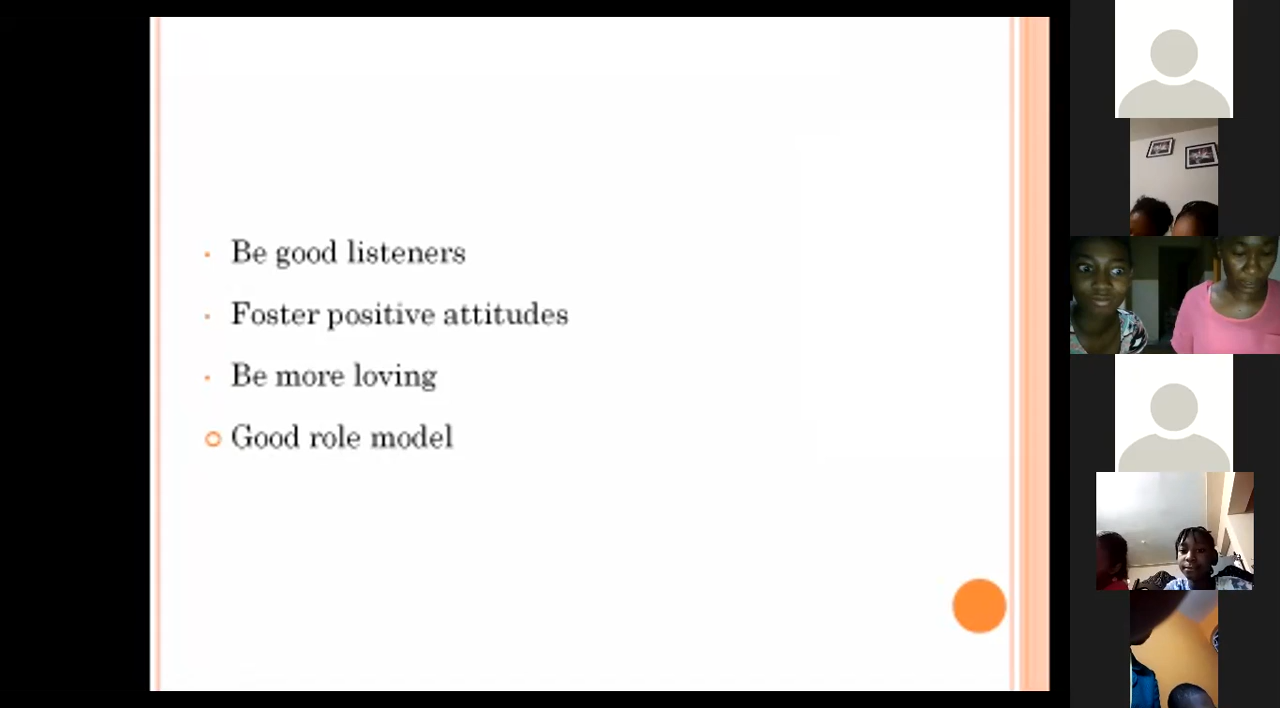 Be good listeners
Foster positive attitudes
Be more loving
Good role model